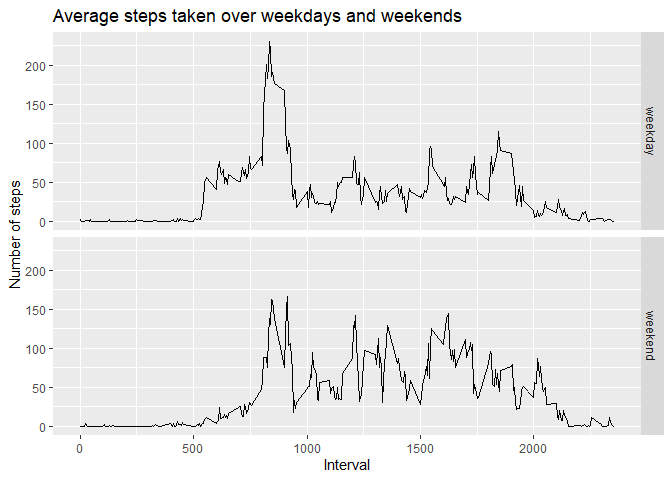 Average steps taken over weekdays and weekends
Number of steps
200
150
100
50
0
weekday
200
150
100
50
0
weekend
0 500 1000 1500 2000
Interval